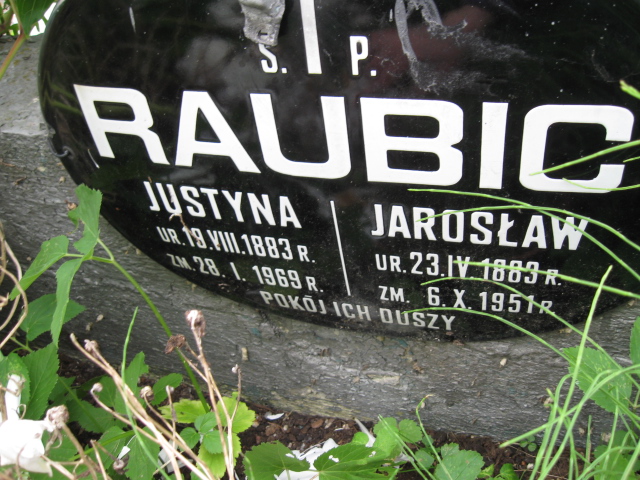 S. P.
RAUBIC
JUSTYNA
UR. 19.VIII.1883 R.
ZM. 28. I. 1969 R.
JAROSŁAW
UR. 23.IV 1883 R.
ZM. 6. X. 1951 R.
POKÓJ ICH DUSZY